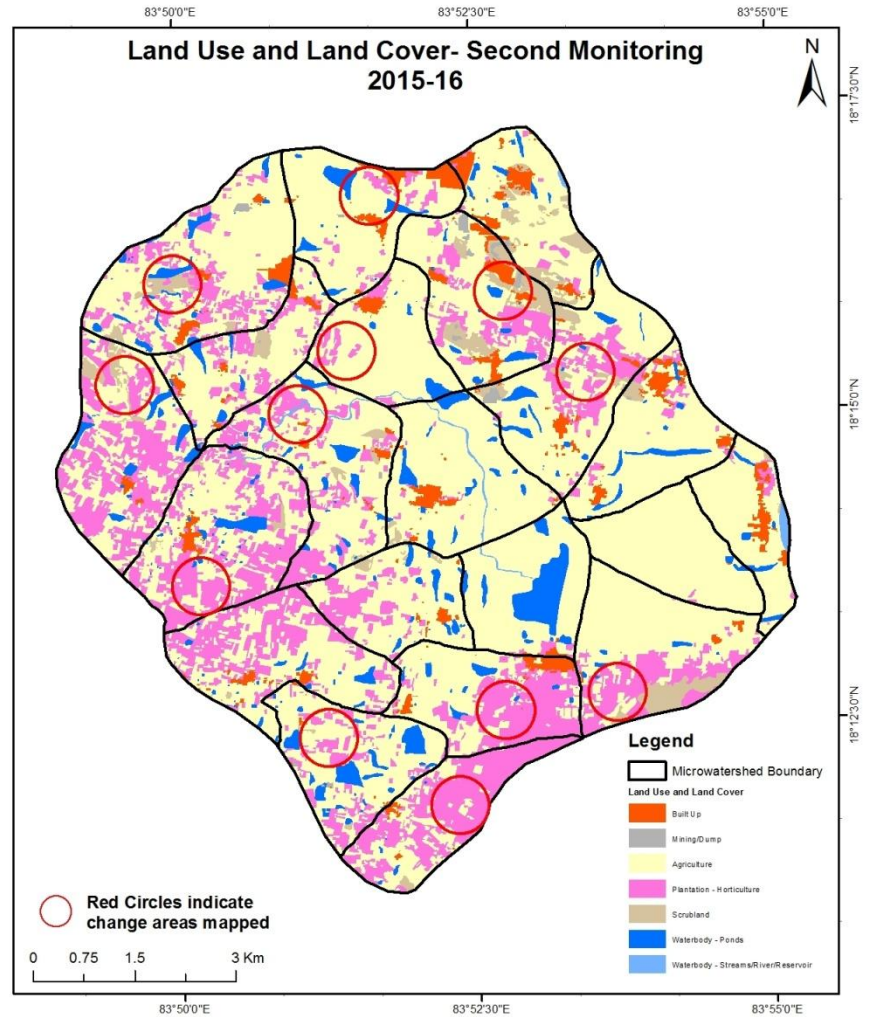 83°50'0"E 83°52'30"E 83°55'0"E
Land Use and Land Cover- Second Monitoring
2015-16
N
18°17'30"N
18°15'0"N
18°12'30"N
Legend
Microwatershed Boundary
Land Use and Land Cover
Built Up
Mining/Dump
Agriculture
Plantation - Horticulture
Scrubland
Waterbody - Ponds
Waterbody - Streams/River/Reservoir
Red Circles indicate
change areas mapped
0 0.75 1.5 3 Km
83°50'0"E 83°52'30"E 83°55'0"E